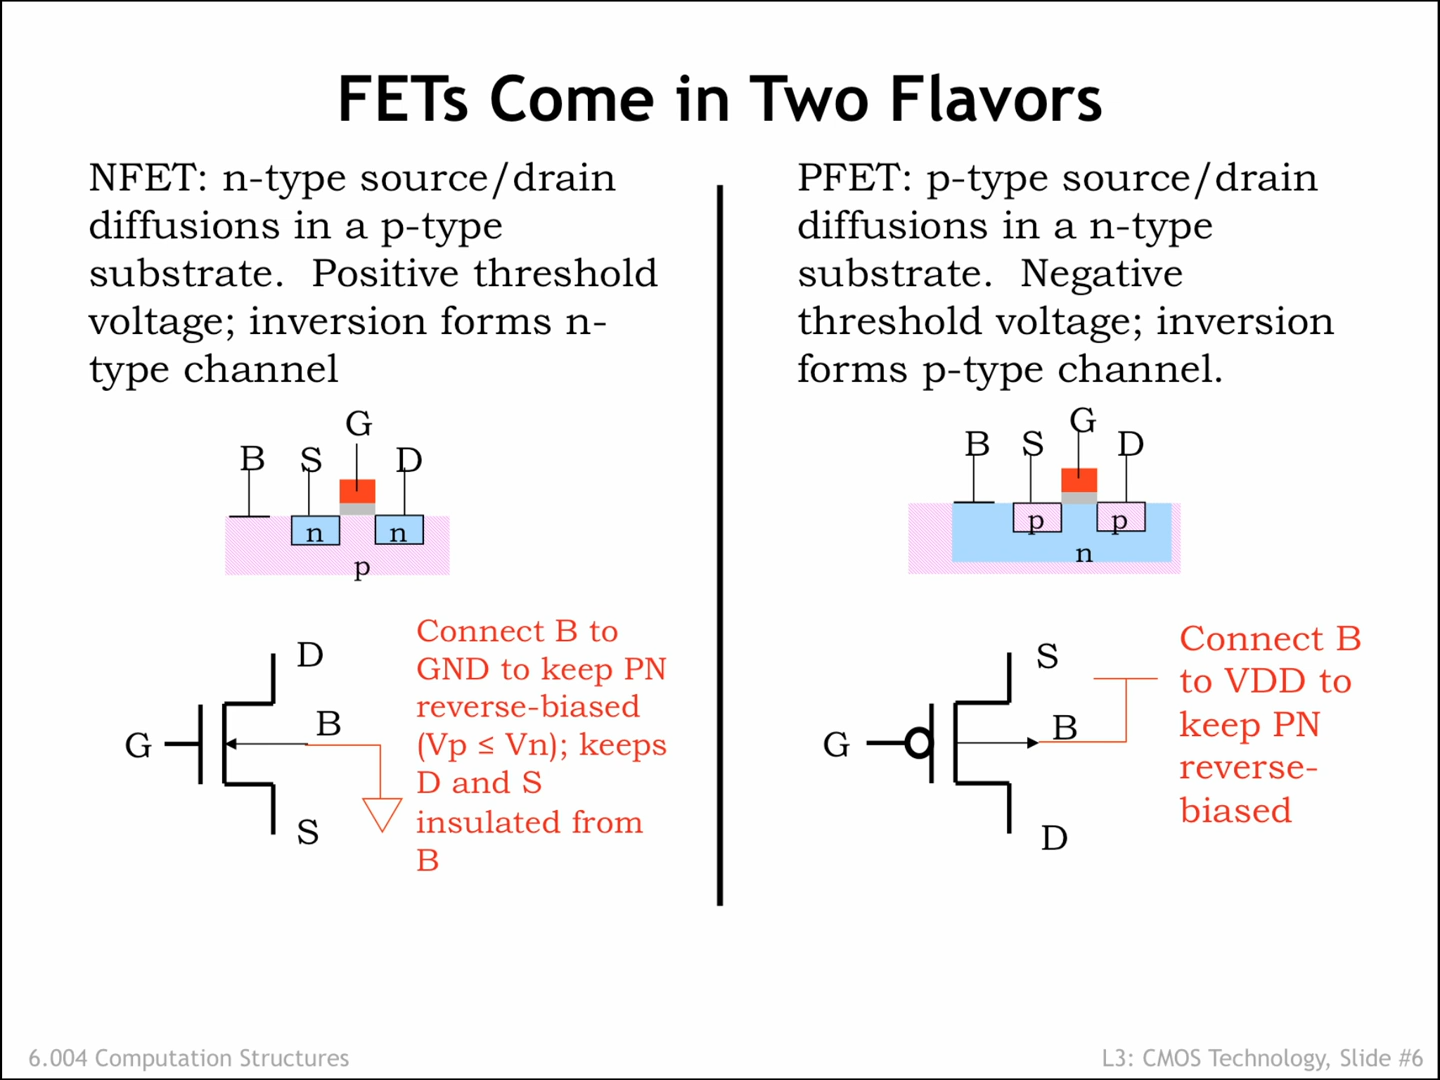 FETs Come in Two Flavors
NFET: n-type source/drain
diffusions in a p-type
substrate.  Positive threshold
voltage; inversion forms n-
type channel
G
B
S
D
n
n
p
D
G
B
S
Connect B to
GND to keep PN
reverse-biased
(Vp ≤ Vn); keeps
D and S
insulated from
B
PFET: p-type source/drain
diffusions in a n-type
substrate.  Negative
threshold voltage; inversion
forms p-type channel.
G
B
S
D
p
p
n
S
G
B
D
Connect B
to VDD to
keep PN
reverse-
biased
6.004 Computation Structures
L3: CMOS Technology, Slide #6